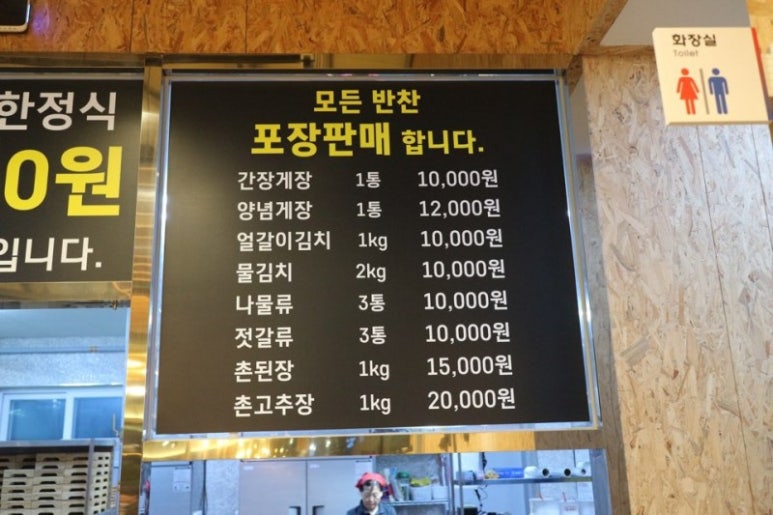 한정식
0원
입니다.
모든 반찬
포장판매 합니다.
간장게장 1통 10,000원
양념게장 1통 12,000원
얼갈이김치 1kg 10,000원
물김치 2kg 10,000원
나물류 3통 10,000원
젓갈류 3통 10,000원
촌된장 1kg 15,000원
촌고추장 1kg 20,000원
화장실
Toilet